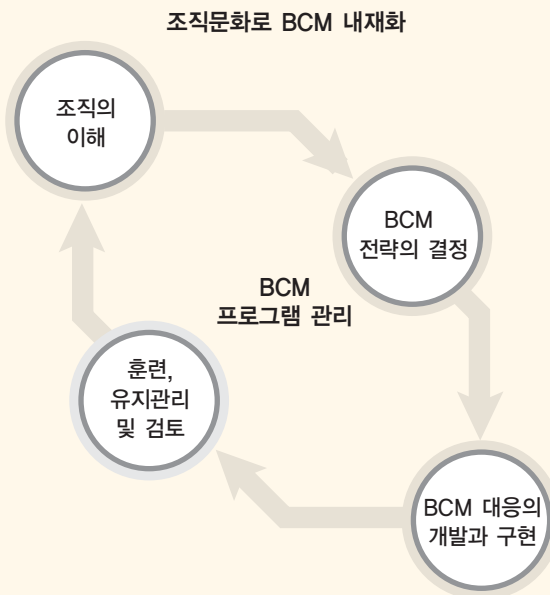 조직문화로 BCM 내재화
조직의
이해
BCM
전략의 결정
BCM
프로그램 관리
훈련,
유지관리
및 검토
BCM 대응의
개발과 구현